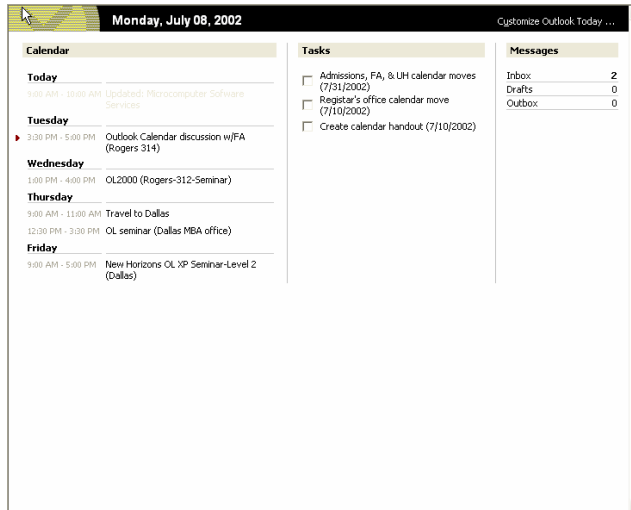 Monday, July 08, 2002
Customize Outlook Today ...
Calendar
Today
9:00 AM - 10:00 AM Updated: Microcomputer Sofware
Services
Tuesday
3:30 PM - 5:00 PM Outlook Calendar discussion w/FA
(Rogers 314)
Wednesday
1:00 PM - 4:00 PM OL2000 (Rogers-312-Seminar)
Thursday
9:00 AM - 11:00 AM Travel to Dallas
12:30 PM - 3:30 PM OL seminar (Dallas MBA office)
Friday
9:00 AM - 5:00 PM New Horizons OL XP Seminar-Level 2
(Dallas)
Tasks
Admissions, FA, & UH calendar moves
(7/31/2002)
Registar's office calendar move
(7/10/2002)
Create calendar handout (7/10/2002)
Messages
Inbox 2
Drafts 0
Outbox 0